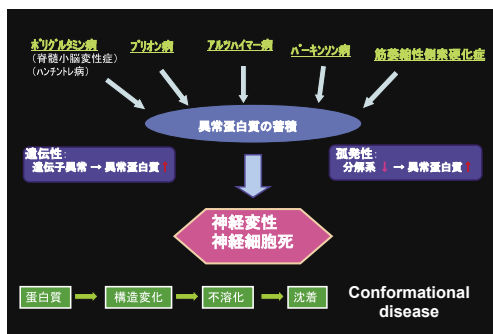 ﾎﾟﾘｸﾞﾙﾀﾐﾝ病
（脊髄小脳変性症）
（ハンチントレ病）
ﾌﾟﾘｵﾝ病
ｱﾙﾂﾊｲﾏｰ病
ﾊﾟｰｷﾝｿﾝ病
筋萎縮性側索硬化症
異常蛋白質の蓄積
遺伝性：
遺伝子異常 → 異常蛋白質 ↑
孤発性：
分解系 ↓ → 異常蛋白質 ↑
神経変性
神経細胞死
蛋白質
構造変化
不溶化
沈着
Conformational
disease